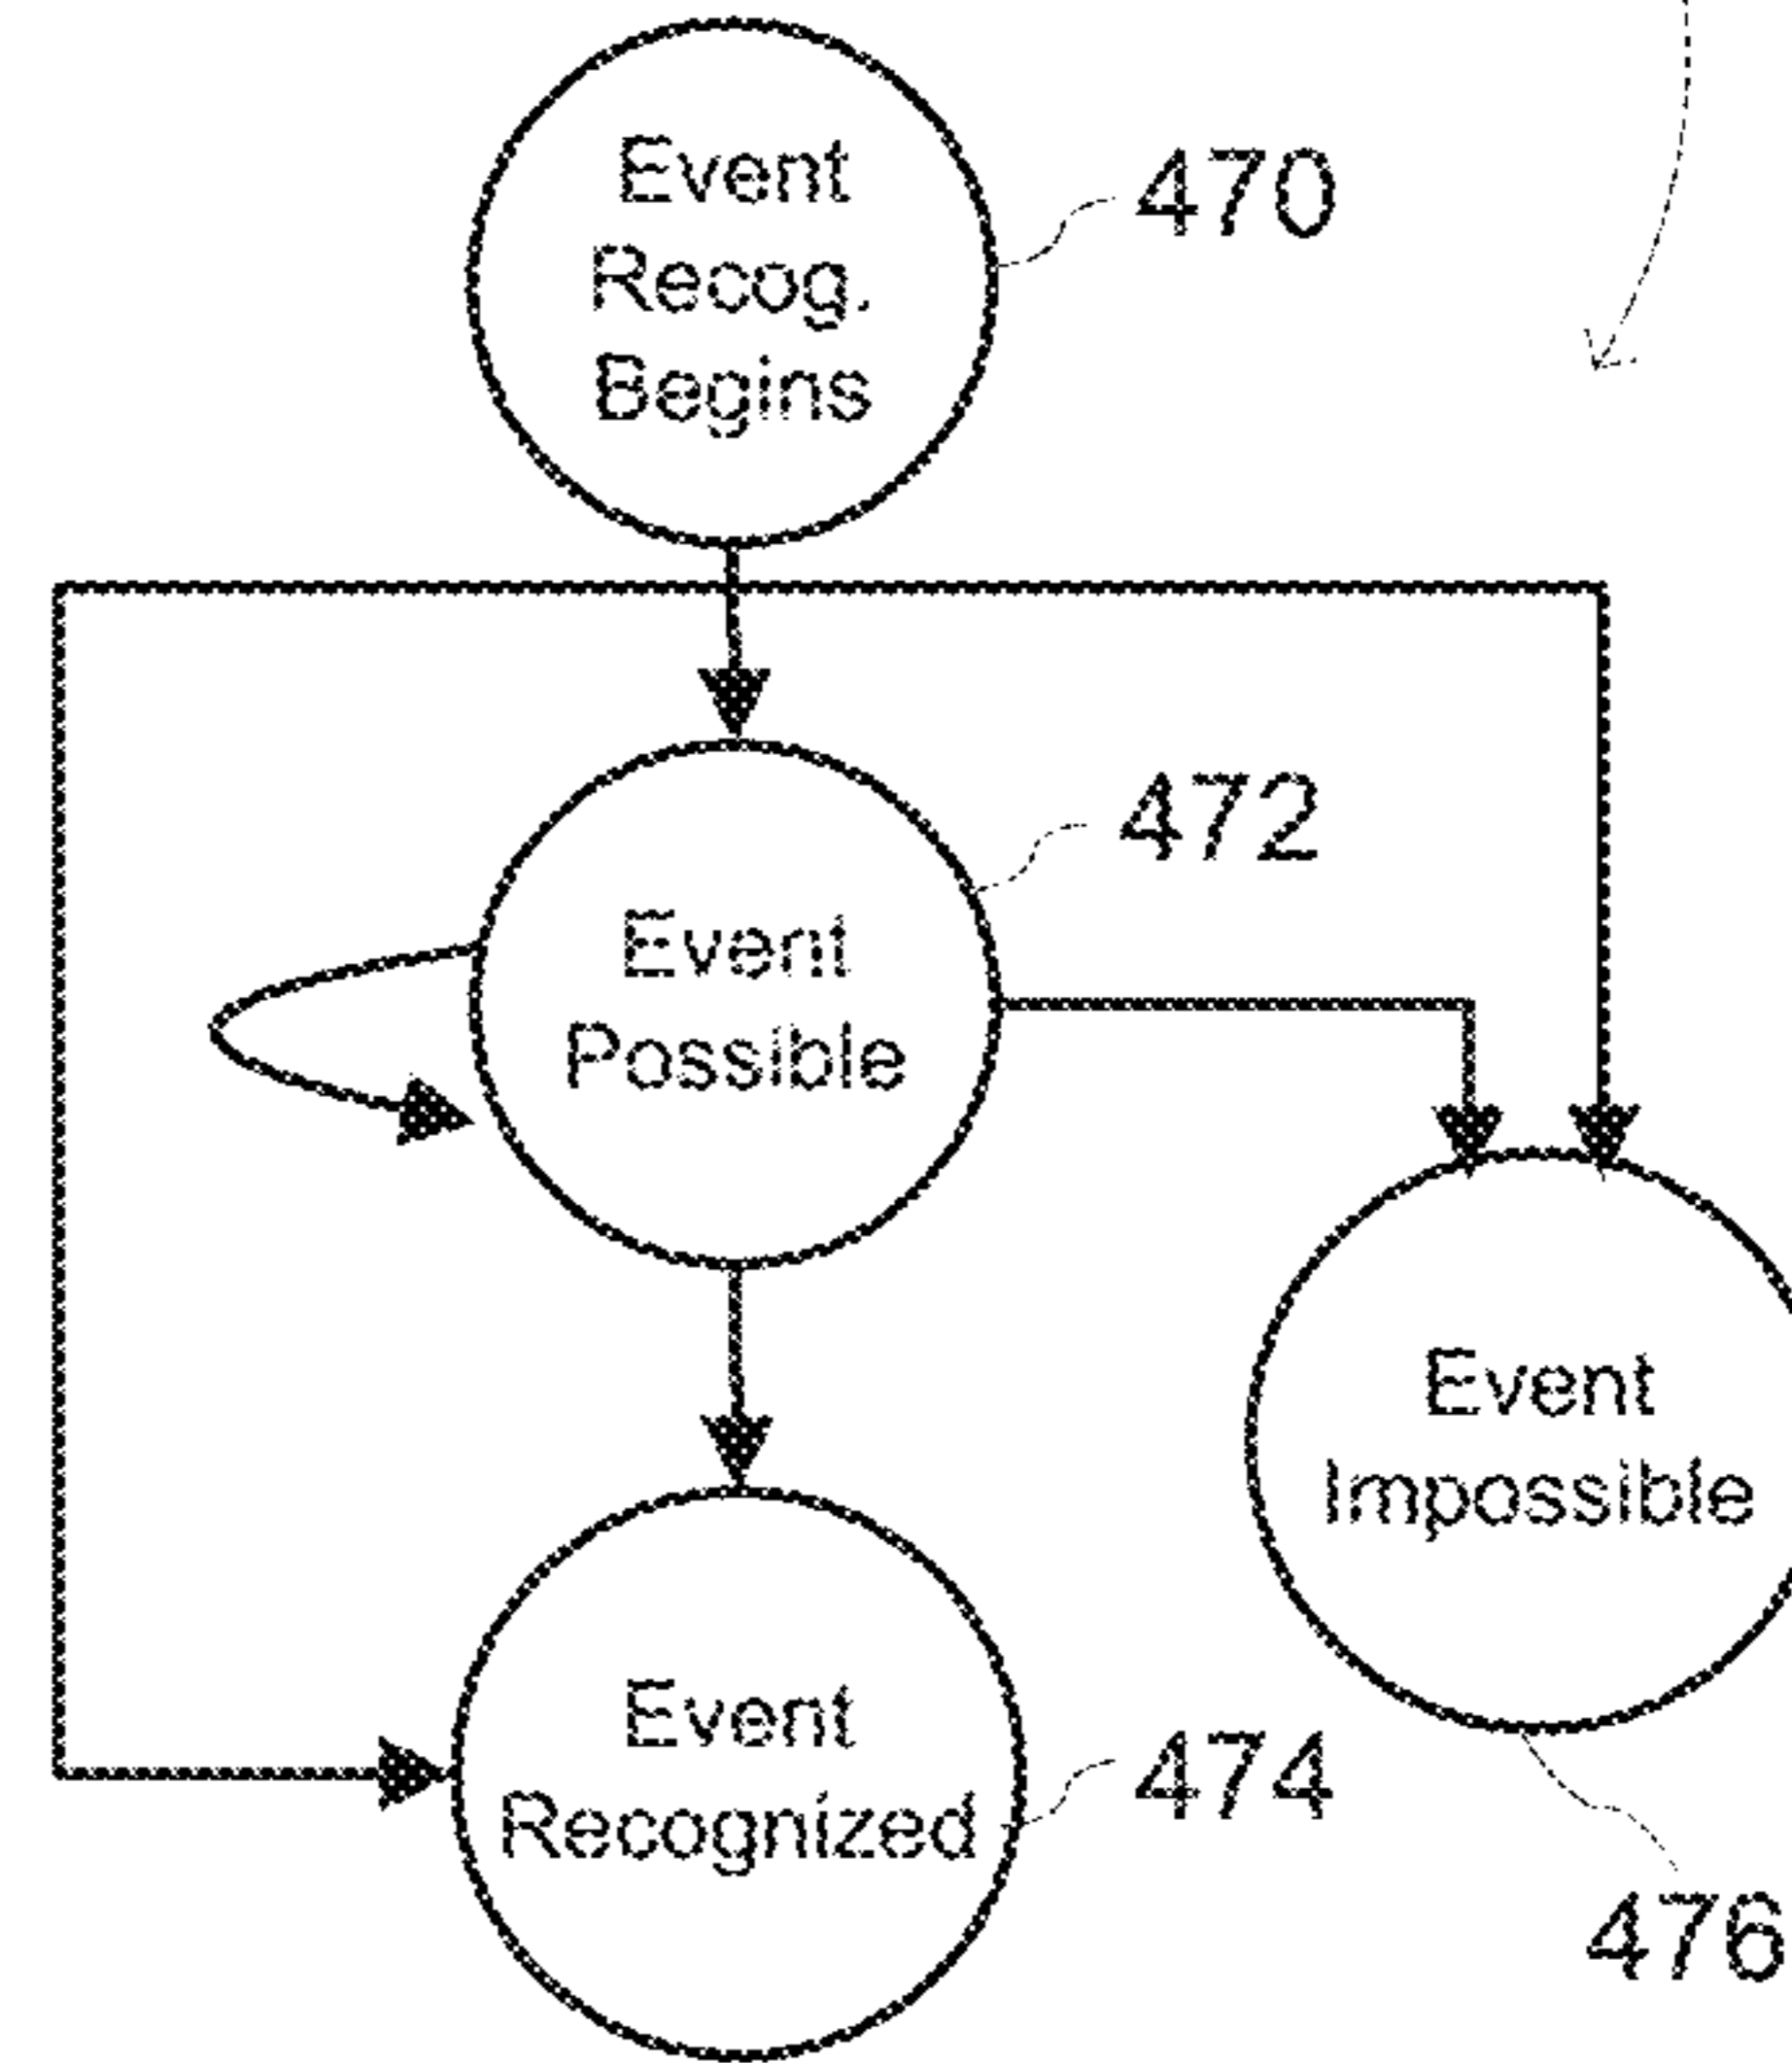 Event
Recog.
Begins
470
472
Event
Possible
Event
Impossible
Event
Recognized
474
476